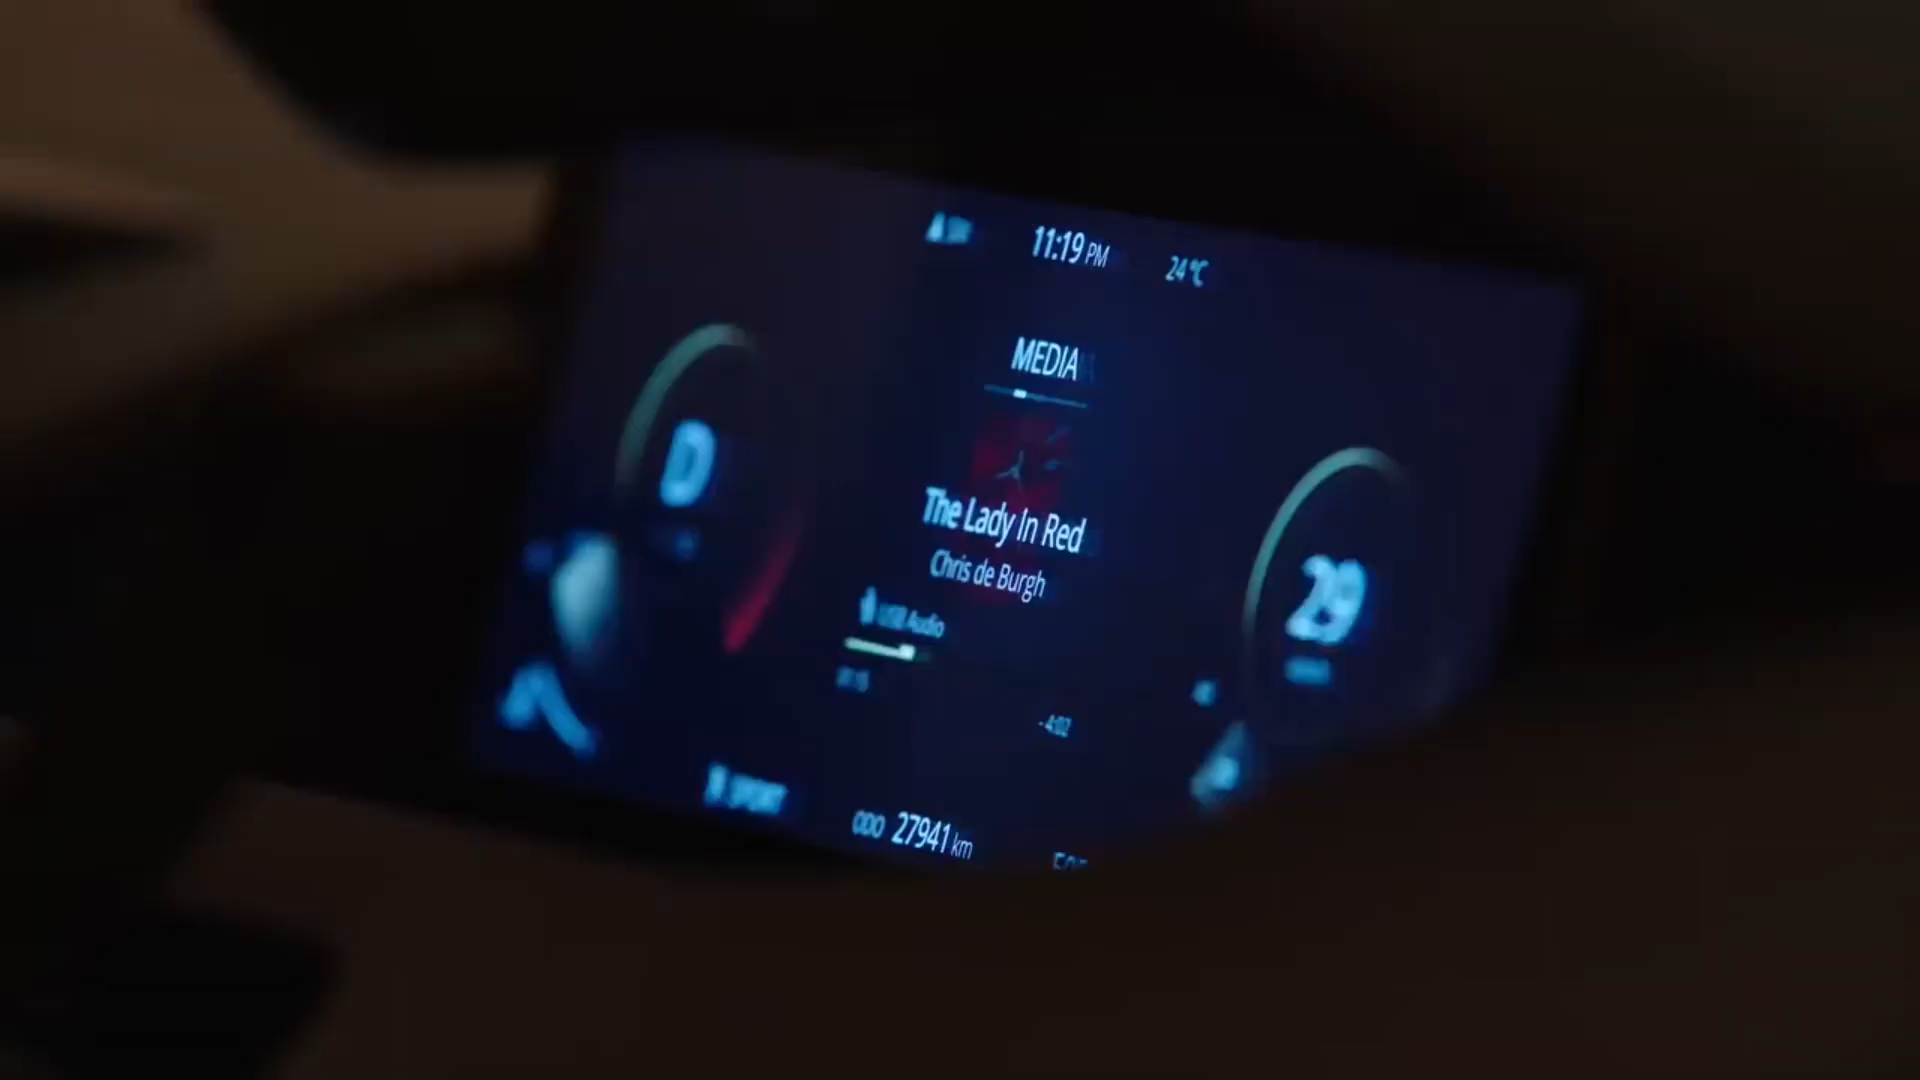 11:19 PM
24°C
MEDIA
D
The Lady In Red
Chris de Burgh
USB Audio
29
-4:02
SPORT
ODO 27941 km